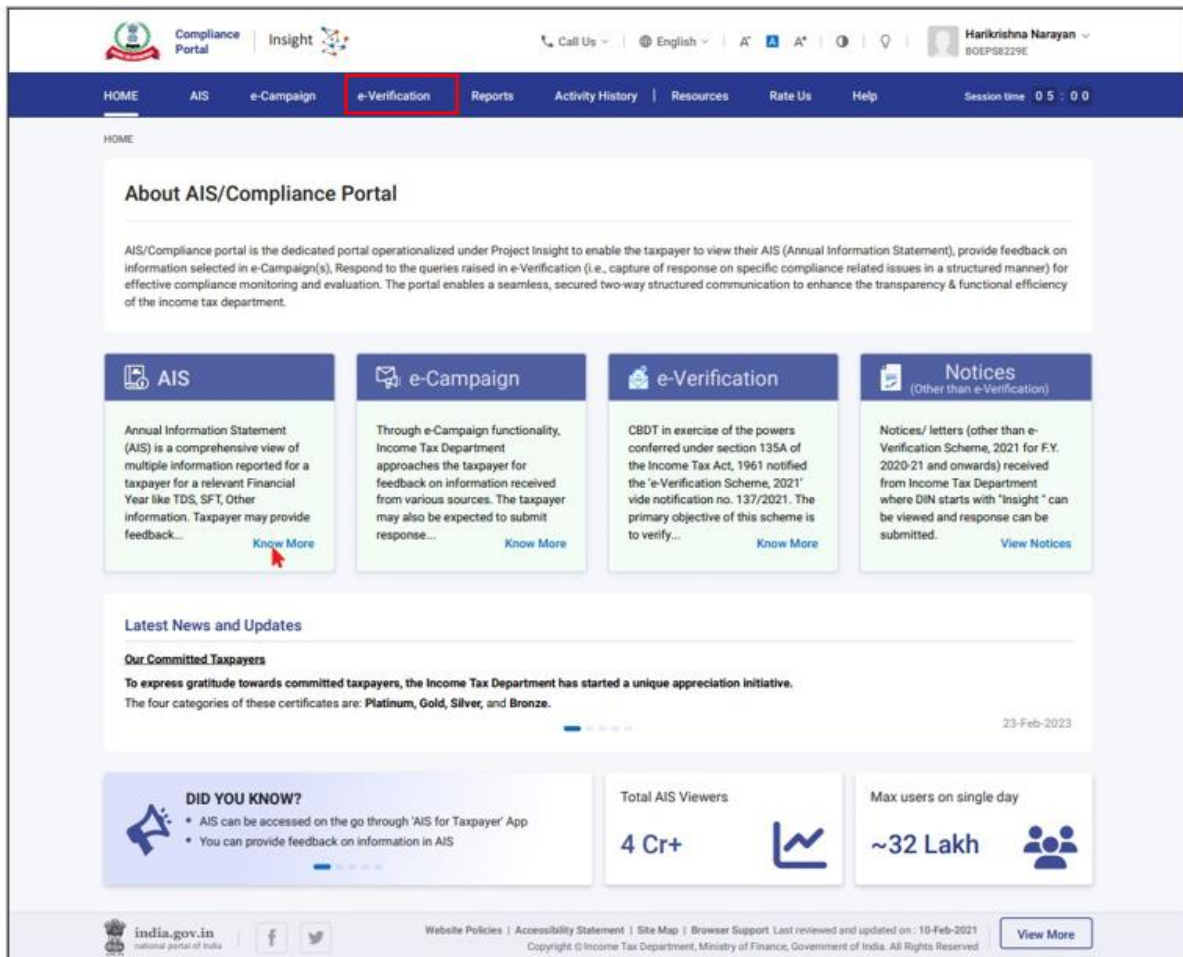 Compliance Portal
Insight
Call Us
English
A-
A
A+
Harikrishna Narayan
BOEPS8229E
HOME
AIS
e-Campaign
e-Verification
Reports
Activity History
Resources
Rate Us
Help
Session time 05:00
HOME
About AIS/Compliance Portal
AIS/Compliance portal is the dedicated portal operationalized under Project Insight to enable the taxpayer to view their AIS (Annual Information Statement), provide feedback on
information selected in e-Campaign(s), Respond to the queries raised in e-Verification (i.e., capture of response on specific compliance related issues in a structured manner) for
effective compliance monitoring and evaluation. The portal enables a seamless, secured two-way structured communication to enhance the transparency & functional efficiency
of the income tax department.
AIS
Annual Information Statement
(AIS) is a comprehensive view of
multiple information reported for a
taxpayer for a relevant Financial
Year like TDS, SFT, Other
information. Taxpayer may provide
feedback...
Know More
e-Campaign
Through e-Campaign functionality,
Income Tax Department
approaches the taxpayer for
feedback on information received
from various sources. The taxpayer
may also be expected to submit
response...
Know More
e-Verification
CBDT in exercise of the powers
conferred under section 135A of
the Income Tax Act, 1961 notified
the 'e-Verification Scheme, 2021'
vide notification no. 137/2021. The
primary objective of this scheme is
to verify...
Know More
Notices
(Other than e-Verification)
Notices/ letters (other than e-
Verification Scheme, 2021 for F.Y.
2020-21 and onwards) received
from Income Tax Department
where DIN starts with "Insight " can
be viewed and response can be
submitted.
View Notices
Latest News and Updates
Our Committed Taxpayers
To express gratitude towards committed taxpayers, the Income Tax Department has started a unique appreciation initiative.
The four categories of these certificates are: Platinum, Gold, Silver, and Bronze.
23-Feb-2023
DID YOU KNOW?
• AIS can be accessed on the go through 'AIS for Taxpayer' App
• You can provide feedback on information in AIS
Total AIS Viewers
4 Cr+
Max users on single day
~32 Lakh
india.gov.in
national portal of india
Website Policies | Accessibility Statement | Site Map | Browser Support Last reviewed and updated on : 10-Feb-2021
Copyright © Income Tax Department, Ministry of Finance, Government of India. All Rights Reserved
View More